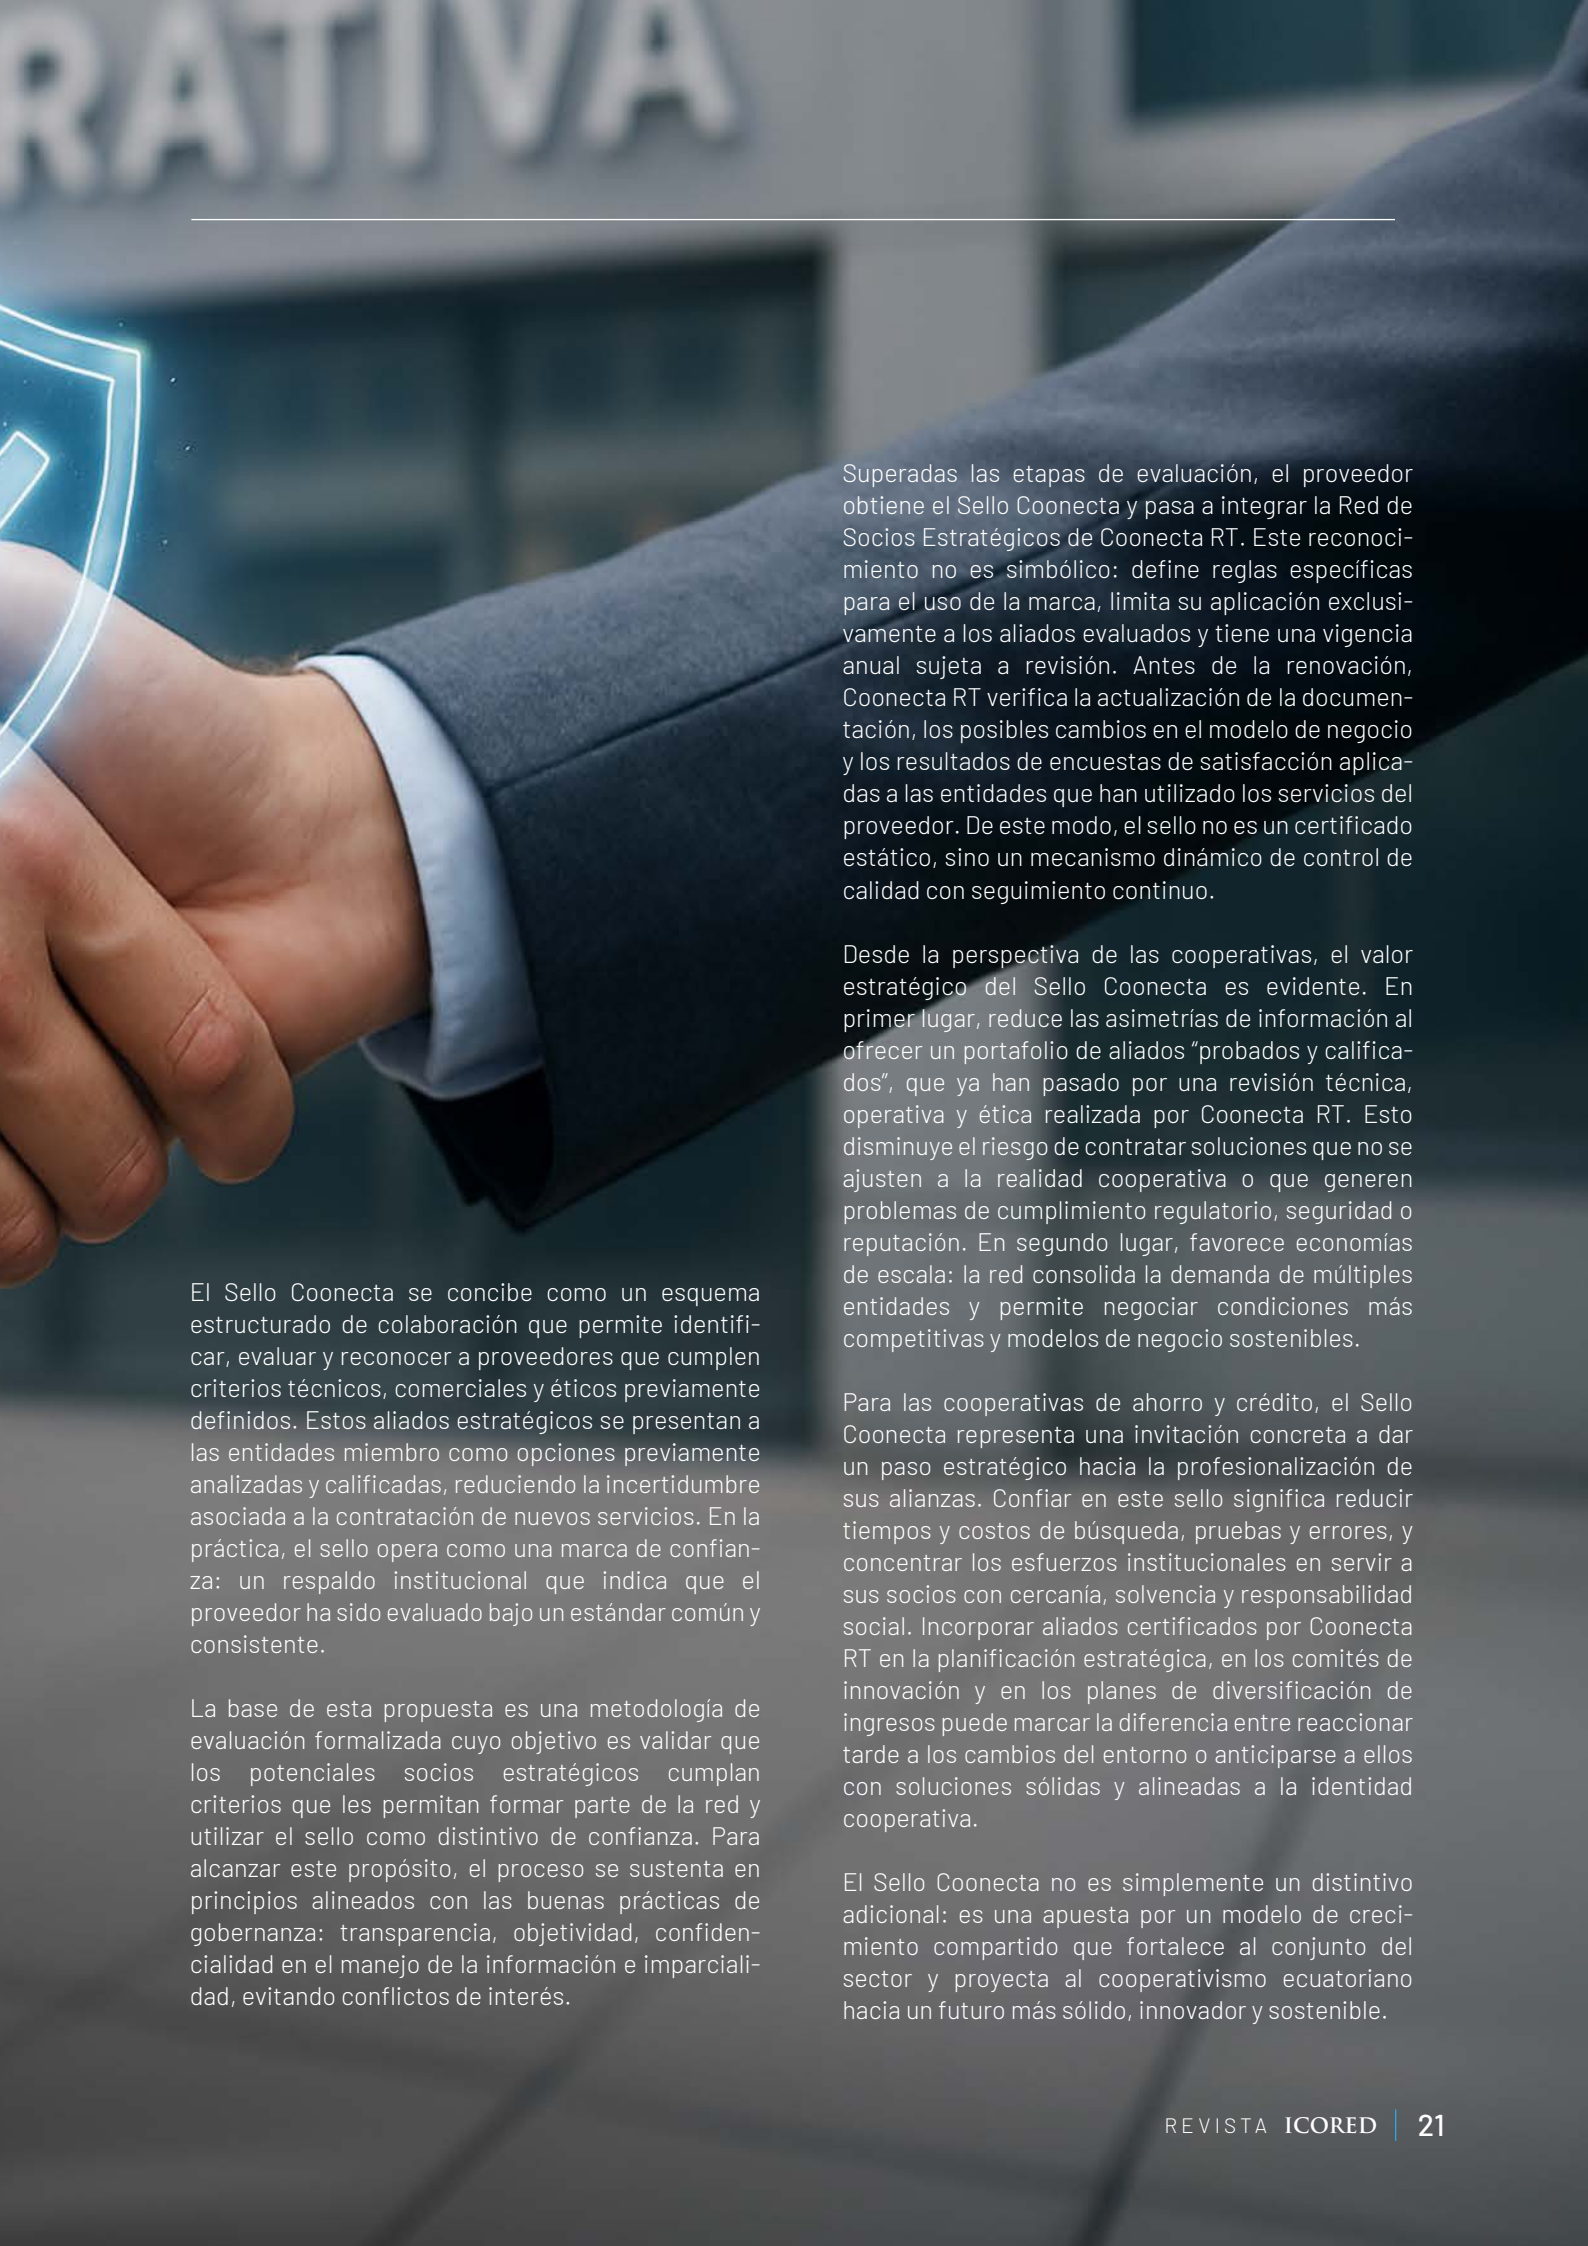 RATIVA
El Sello Coonecta se concibe como un esquema
estructurado de colaboración que permite identifi-
car, evaluar y reconocer a proveedores que cumplen
criterios técnicos, comerciales y éticos previamente
definidos. Estos aliados estratégicos se presentan a
las entidades miembro como opciones previamente
analizadas y calificadas, reduciendo la incertidumbre
asociada a la contratación de nuevos servicios. En la
práctica, el sello opera como una marca de confian-
za: un respaldo institucional que indica que el
proveedor ha sido evaluado bajo un estándar común y
consistente.
La base de esta propuesta es una metodología de
evaluación formalizada cuyo objetivo es validar que
los potenciales socios estratégicos cumplan
criterios que les permitan formar parte de la red y
utilizar el sello como distintivo de confianza. Para
alcanzar este propósito, el proceso se sustenta en
principios alineados con las buenas prácticas de
gobernanza: transparencia, objetividad, confiden-
cialidad en el manejo de la información e imparciali-
dad, evitando conflictos de interés.
Superadas las etapas de evaluación, el proveedor
obtiene el Sello Coonecta y pasa a integrar la Red de
Socios Estratégicos de Coonecta RT. Este reconoci-
miento no es simbólico: define reglas específicas
para el uso de la marca, limita su aplicación exclusi-
vamente a los aliados evaluados y tiene una vigencia
anual sujeta a revisión. Antes de la renovación,
Coonecta RT verifica la actualización de la documen-
tación, los posibles cambios en el modelo de negocio
y los resultados de encuestas de satisfacción aplica-
das a las entidades que han utilizado los servicios del
proveedor. De este modo, el sello no es un certificado
estático, sino un mecanismo dinámico de control de
calidad con seguimiento continuo.
Desde la perspectiva de las cooperativas, el valor
estratégico del Sello Coonecta es evidente. En
primer lugar, reduce las asimetrías de información al
ofrecer un portafolio de aliados “probados y califica-
dos”, que ya han pasado por una revisión técnica,
operativa y ética realizada por Coonecta RT. Esto
disminuye el riesgo de contratar soluciones que no se
ajusten a la realidad cooperativa o que generen
problemas de cumplimiento regulatorio, seguridad o
reputación. En segundo lugar, favorece economías
de escala: la red consolida la demanda de múltiples
entidades y permite negociar condiciones más
competitivas y modelos de negocio sostenibles.
Para las cooperativas de ahorro y crédito, el Sello
Coonecta representa una invitación concreta a dar
un paso estratégico hacia la profesionalización de
sus alianzas. Confiar en este sello significa reducir
tiempos y costos de búsqueda, pruebas y errores, y
concentrar los esfuerzos institucionales en servir a
sus socios con cercanía, solvencia y responsabilidad
social. Incorporar aliados certificados por Coonecta
RT en la planificación estratégica, en los comités de
innovación y en los planes de diversificación de
ingresos puede marcar la diferencia entre reaccionar
tarde a los cambios del entorno o anticiparse a ellos
con soluciones sólidas y alineadas a la identidad
cooperativa.
El Sello Coonecta no es simplemente un distintivo
adicional: es una apuesta por un modelo de creci-
miento compartido que fortalece al conjunto del
sector y proyecta al cooperativismo ecuatoriano
hacia un futuro más sólido, innovador y sostenible.
REVISTA ICORED | 21